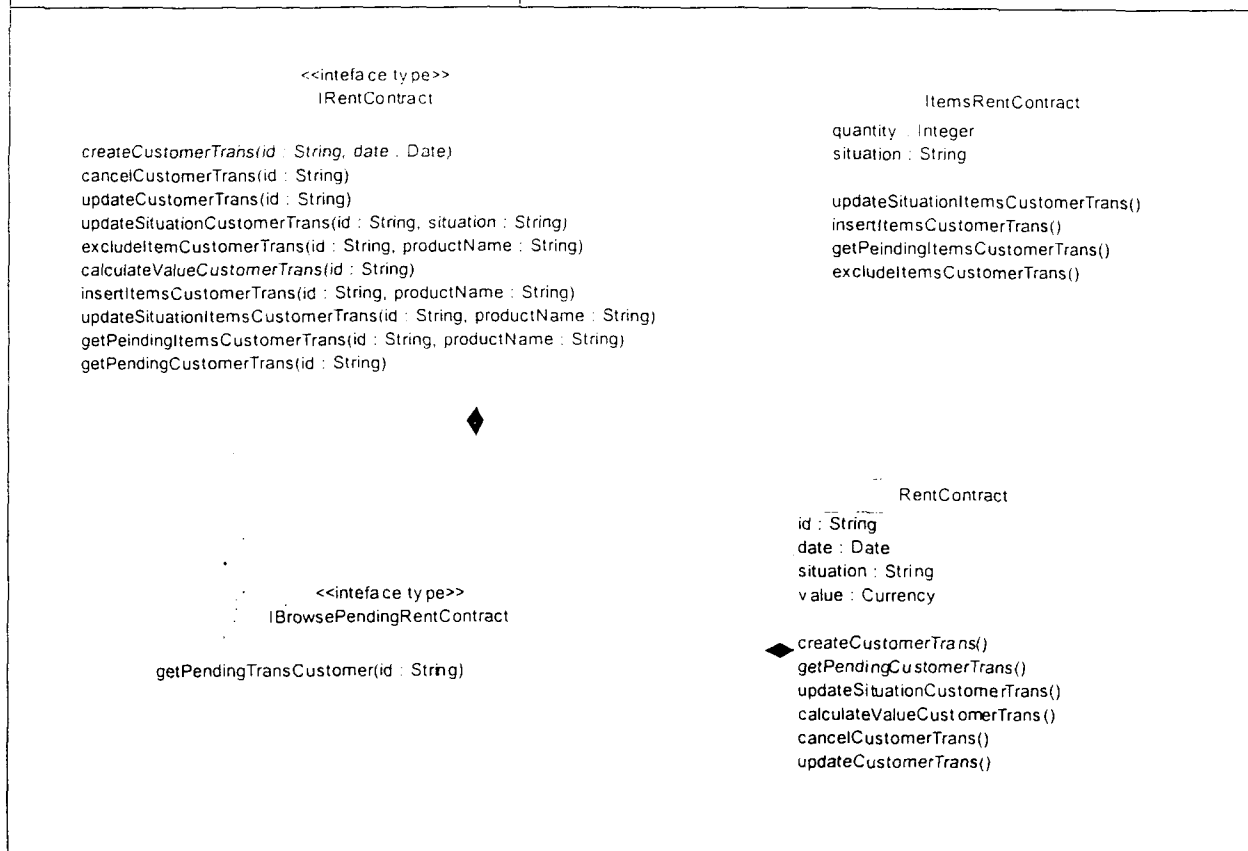 <<inteface type>>
IRentContract
createCustomerTrans(id : String, date . Date)
cancelCustomerTrans(id : String)
updateCustomerTrans(id : String)
updateSituationCustomerTrans(id : String, situation : String)
excludeItemCustomerTrans(id : String, productName : String)
calculateValueCustomerTrans(id : String)
insertItemsCustomerTrans(id : String, productName : String)
updateSituationItemsCustomerTrans(id : String, productName : String)
getPeindingItemsCustomerTrans(id : String, productName : String)
getPendingCustomerTrans(id : String)
ItemsRentContract
quantity : Integer
situation : String
updateSituationItemsCustomerTrans()
insertItemsCustomerTrans()
getPeindingItemsCustomerTrans()
excludeItemsCustomerTrans()
<<inteface type>>
IBrowsePendingRentContract
getPendingTransCustomer(id : String)
RentContract
id : String
date : Date
situation : String
value : Currency
createCustomerTrans()
getPendingCustomerTrans()
updateSituationCustomerTrans()
calculateValueCustomerTrans()
cancelCustomerTrans()
updateCustomerTrans()